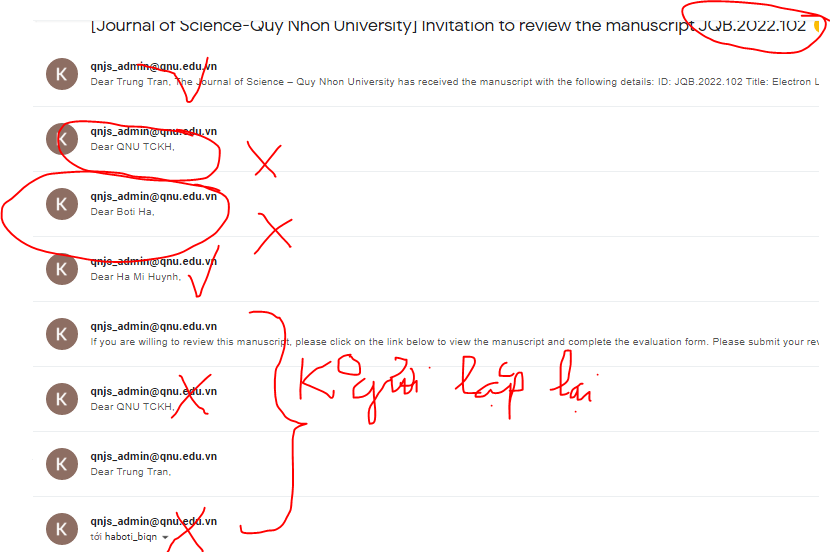 [Journal of Science-Quy Nhon University] Invitation to review the manuscript JQB.2022.102
K
qnjs_admin@qnu.edu.vn
Dear Trung Tran, The Journal of Science – Quy Nhon University has received the manuscript with the following details: ID: JQB.2022.102 Title: Electron L
K
qnjs_admin@qnu.edu.vn
Dear QNU TCKH,
K
qnjs_admin@qnu.edu.vn
Dear Boti Ha,
K
qnjs_admin@qnu.edu.vn
Dear Ha Mi Huynh,
K
qnjs_admin@qnu.edu.vn
If you are willing to review this manuscript, please click on the link below to view the manuscript and complete the evaluation form. Please submit your rev
K gửi lặp lại
K
qnjs_admin@qnu.edu.vn
Dear QNU TCKH,
K
qnjs_admin@qnu.edu.vn
Dear Trung Tran,
K
qnjs_admin@qnu.edu.vn
tới haboti_biqn